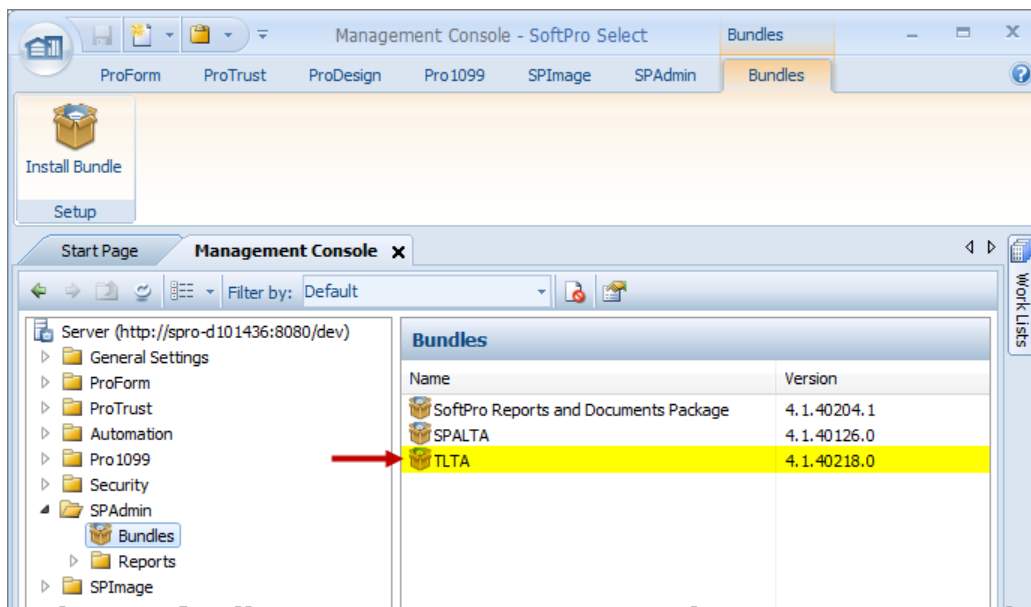 Management Console - SoftPro Select
Bundles
ProForm ProTrust ProDesign Pro1099 SPImage SPAdmin Bundles
Install Bundle
Setup
Start Page Management Console
Filter by: Default
Work Lists
Server (http://spro-d101436:8080/dev)
General Settings
ProForm
ProTrust
Automation
Pro1099
Security
SPAdmin
Bundles
Reports
SPImage
Bundles
Name Version
SoftPro Reports and Documents Package 4.1.40204.1
SPALTA 4.1.40126.0
TLTA 4.1.40218.0